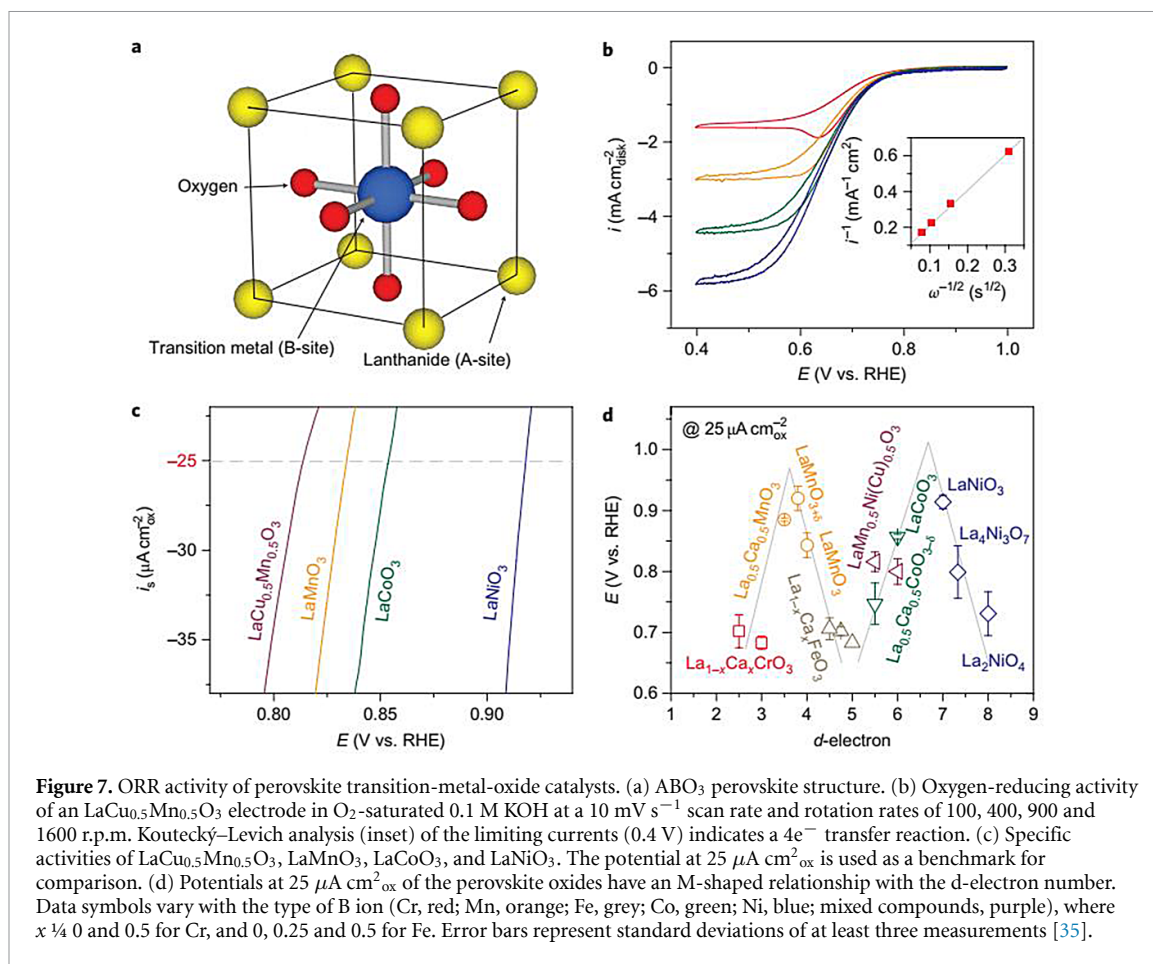 a
Oxygen
Transition metal (B-site)
Lanthanide (A-site)
b
0
−2
−4
−6
i (mA cm⁻²disk)
0.4
0.6
0.8
1.0
E (V vs. RHE)
0.6
0.4
0.2
i⁻¹ (mA⁻¹ cm²)
0.1
0.2
0.3
ω⁻¹/² (s¹/²)
c
−25
−30
−35
iₛ (μA cm⁻²ox)
LaCu₀.₅Mn₀.₅O₃
LaMnO₃
LaCoO₃
LaNiO₃
0.80
0.85
0.90
E (V vs. RHE)
d
@ 25 μA cm⁻²ox
1.0
0.9
0.8
0.7
0.6
E (V vs. RHE)
La₀.₅Ca₀.₅MnO₃
LaMnO₃₊δ
LaMnO₃
La₁₋ₓCaₓCrO₃
La₁₋ₓCaₓFeO₃
LaMn₀.₅Ni(Cu)₀.₅O₃
LaCoO₃
La₀.₅Ca₀.₅CoO₃₋δ
LaNiO₃
La₄Ni₃O₇
La₂NiO₄
1
2
3
4
5
6
7
8
9
d-electron
Figure 7. ORR activity of perovskite transition-metal-oxide catalysts. (a) ABO₃ perovskite structure. (b) Oxygen-reducing activity
of an LaCu₀.₅Mn₀.₅O₃ electrode in O₂-saturated 0.1 M KOH at a 10 mV s⁻¹ scan rate and rotation rates of 100, 400, 900 and
1600 r.p.m. Koutecký–Levich analysis (inset) of the limiting currents (0.4 V) indicates a 4e⁻ transfer reaction. (c) Specific
activities of LaCu₀.₅Mn₀.₅O₃, LaMnO₃, LaCoO₃, and LaNiO₃. The potential at 25 μA cm²ox is used as a benchmark for
comparison. (d) Potentials at 25 μA cm²ox of the perovskite oxides have an M-shaped relationship with the d-electron number.
Data symbols vary with the type of B ion (Cr, red; Mn, orange; Fe, grey; Co, green; Ni, blue; mixed compounds, purple), where
x ¼ 0 and 0.5 for Cr, and 0, 0.25 and 0.5 for Fe. Error bars represent standard deviations of at least three measurements [35].